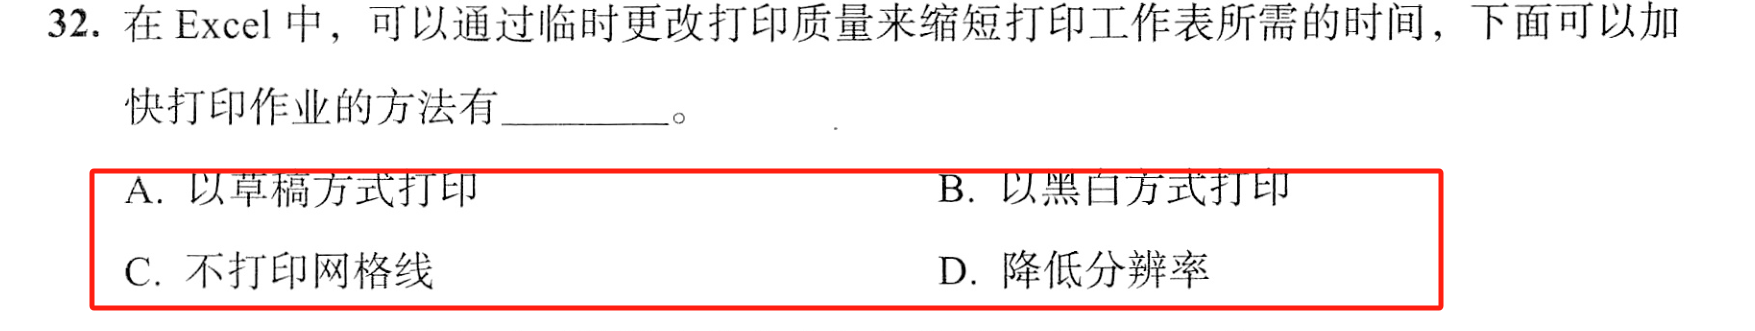 32. 在 Excel 中，可以通过临时更改打印质量来缩短打印工作表所需的时间，下面可以加
快打印作业的方法有________。
A. 以草稿方式打印 B. 以黑白方式打印
C. 不打印网格线 D. 降低分辨率